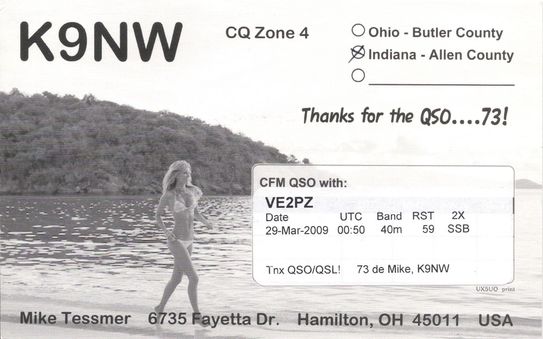 K9NW
CQ Zone 4
Ohio - Butler County
Indiana - Allen County
Thanks for the QSO....73!
CFM QSO with:
VE2PZ
Date UTC Band RST 2X
29-Mar-2009 00:50 40m 59 SSB
Tnx QSO/QSL! 73 de Mike, K9NW
UX5UO print
Mike Tessmer 6735 Fayetta Dr. Hamilton, OH 45011 USA